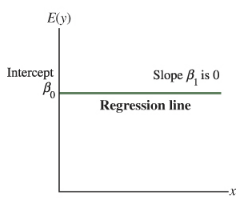 E(y)
Intercept
β₀
Slope β₁ is 0
Regression line
x